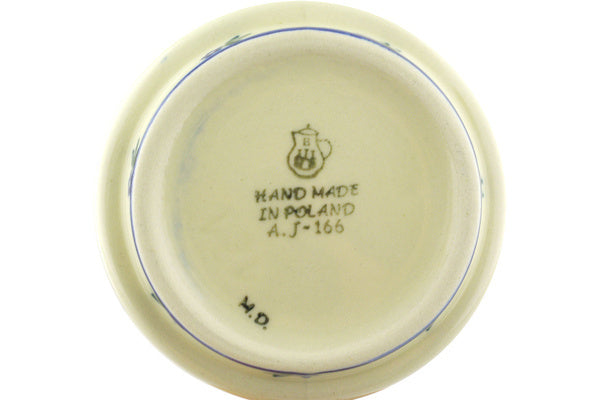 B
HAND MADE
IN POLAND
A.J-166
H.D.